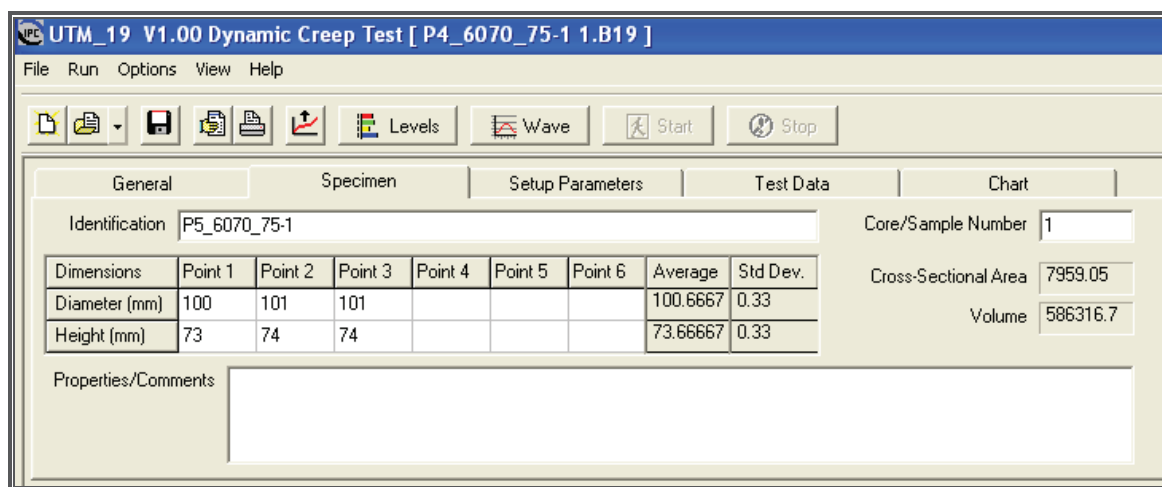 IPC UTM_19 V1.00 Dynamic Creep Test [ P4_6070_75-1 1.B19 ]
File Run Options View Help
Levels Wave Start Stop
General Specimen Setup Parameters Test Data Chart
Identification P5_6070_75-1 Core/Sample Number 1
Dimensions Point 1 Point 2 Point 3 Point 4 Point 5 Point 6 Average Std Dev. Cross-Sectional Area 7959.05
Diameter (mm) 100 101 101 100.6667 0.33 Volume 586316.7
Height (mm) 73 74 74 73.66667 0.33
Properties/Comments